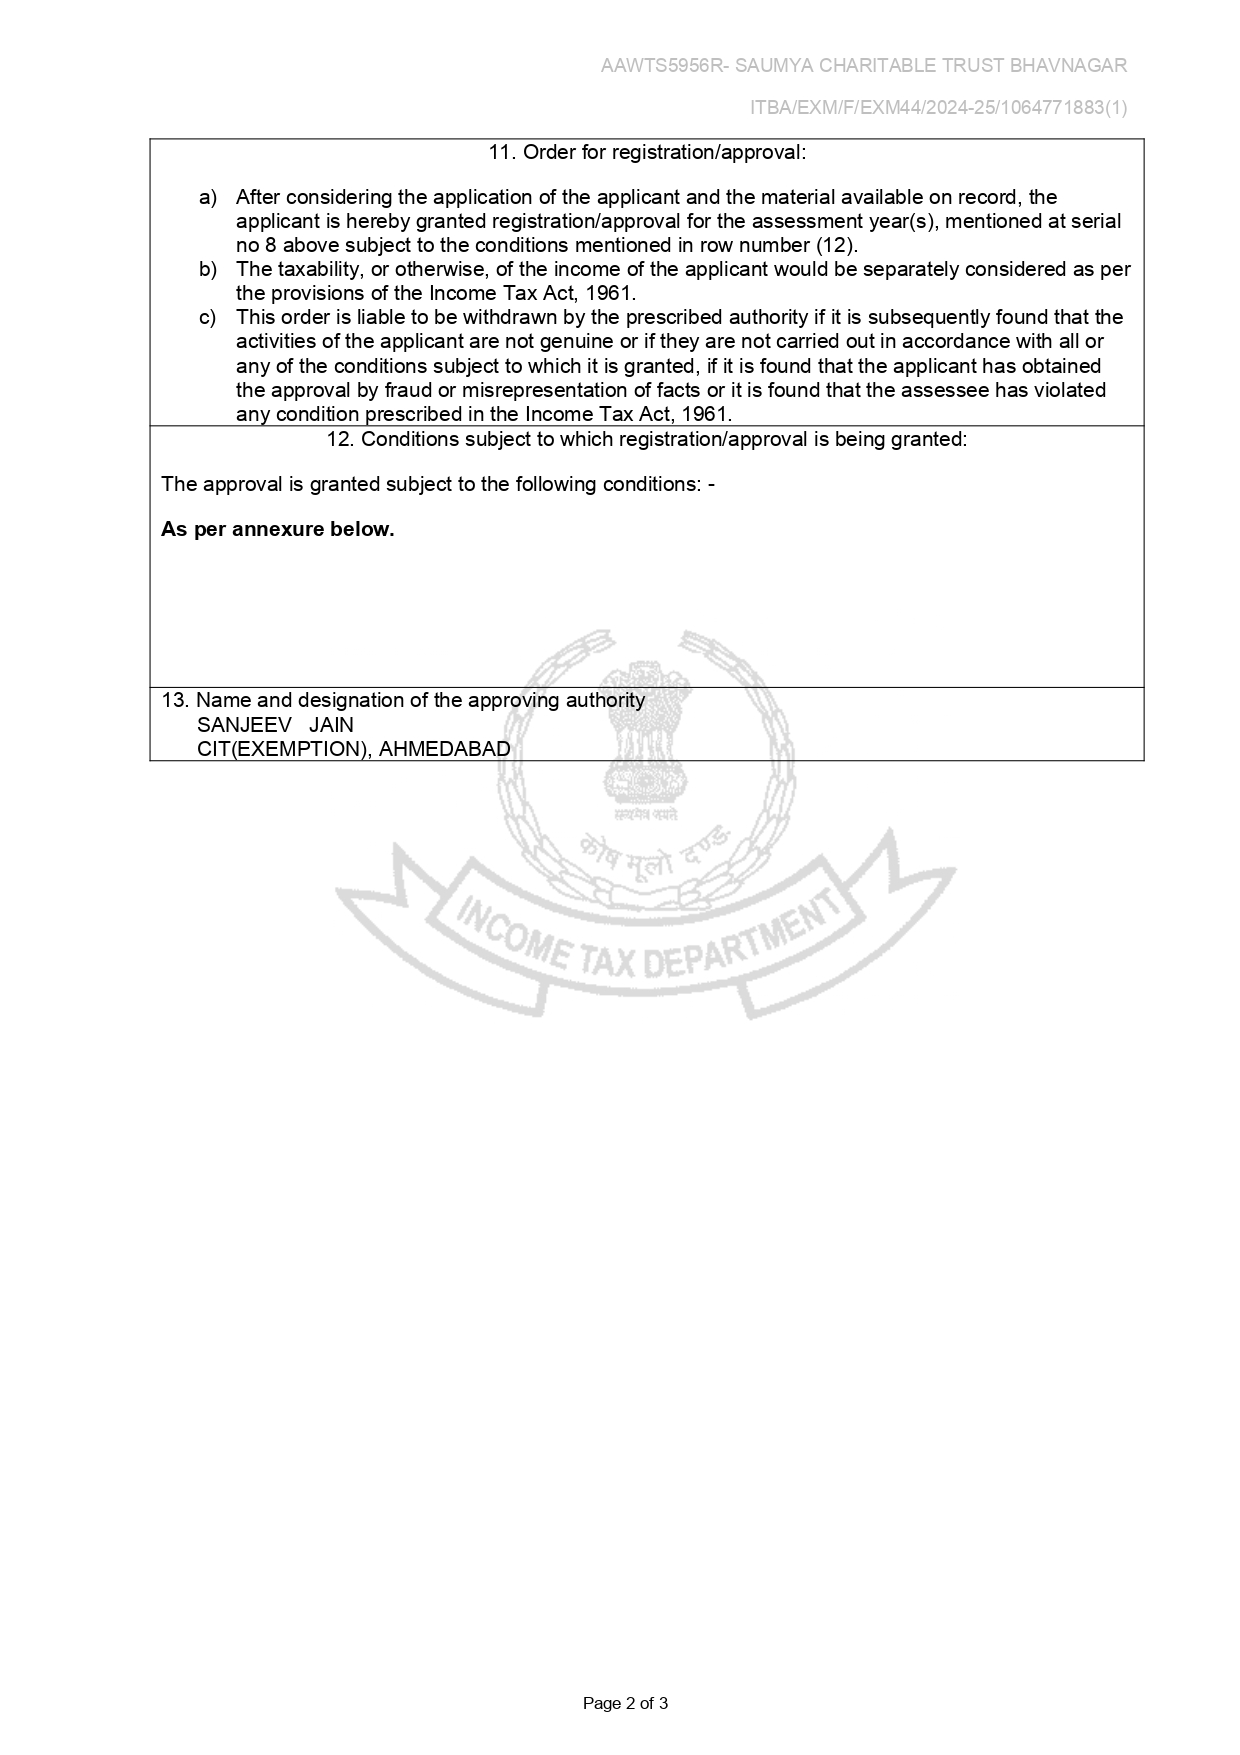 AAWTS5956R- SAUMYA CHARITABLE TRUST BHAVNAGAR
ITBA/EXM/F/EXM44/2024-25/1064771883(1)
11. Order for registration/approval:
a) After considering the application of the applicant and the material available on record, the
applicant is hereby granted registration/approval for the assessment year(s), mentioned at serial
no 8 above subject to the conditions mentioned in row number (12).
b) The taxability, or otherwise, of the income of the applicant would be separately considered as per
the provisions of the Income Tax Act, 1961.
c) This order is liable to be withdrawn by the prescribed authority if it is subsequently found that the
activities of the applicant are not genuine or if they are not carried out in accordance with all or
any of the conditions subject to which it is granted, if it is found that the applicant has obtained
the approval by fraud or misrepresentation of facts or it is found that the assessee has violated
any condition prescribed in the Income Tax Act, 1961.
12. Conditions subject to which registration/approval is being granted:
The approval is granted subject to the following conditions: -
As per annexure below.
13. Name and designation of the approving authority
SANJEEV JAIN
CIT(EXEMPTION), AHMEDABAD
सत्यमेव जयते
कोष मूलो दण्ड
INCOME TAX DEPARTMENT
Page 2 of 3